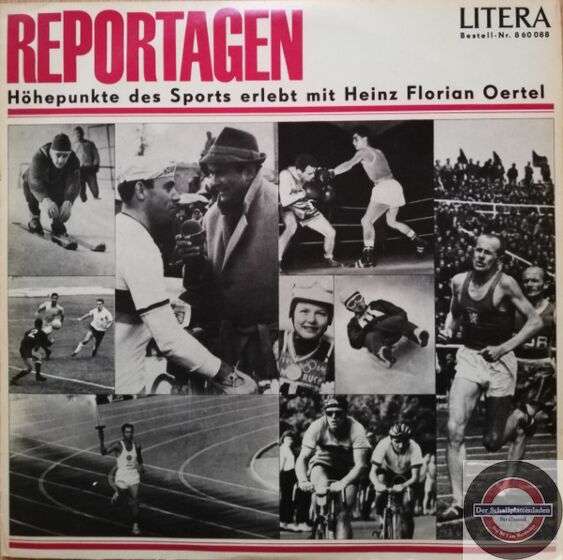 REPORTAGEN
LITERA
Bestell-Nr. 8 60 088
Höhepunkte des Sports erlebt mit Heinz Florian Oertel
Der Schallplattenladen
Stralsund